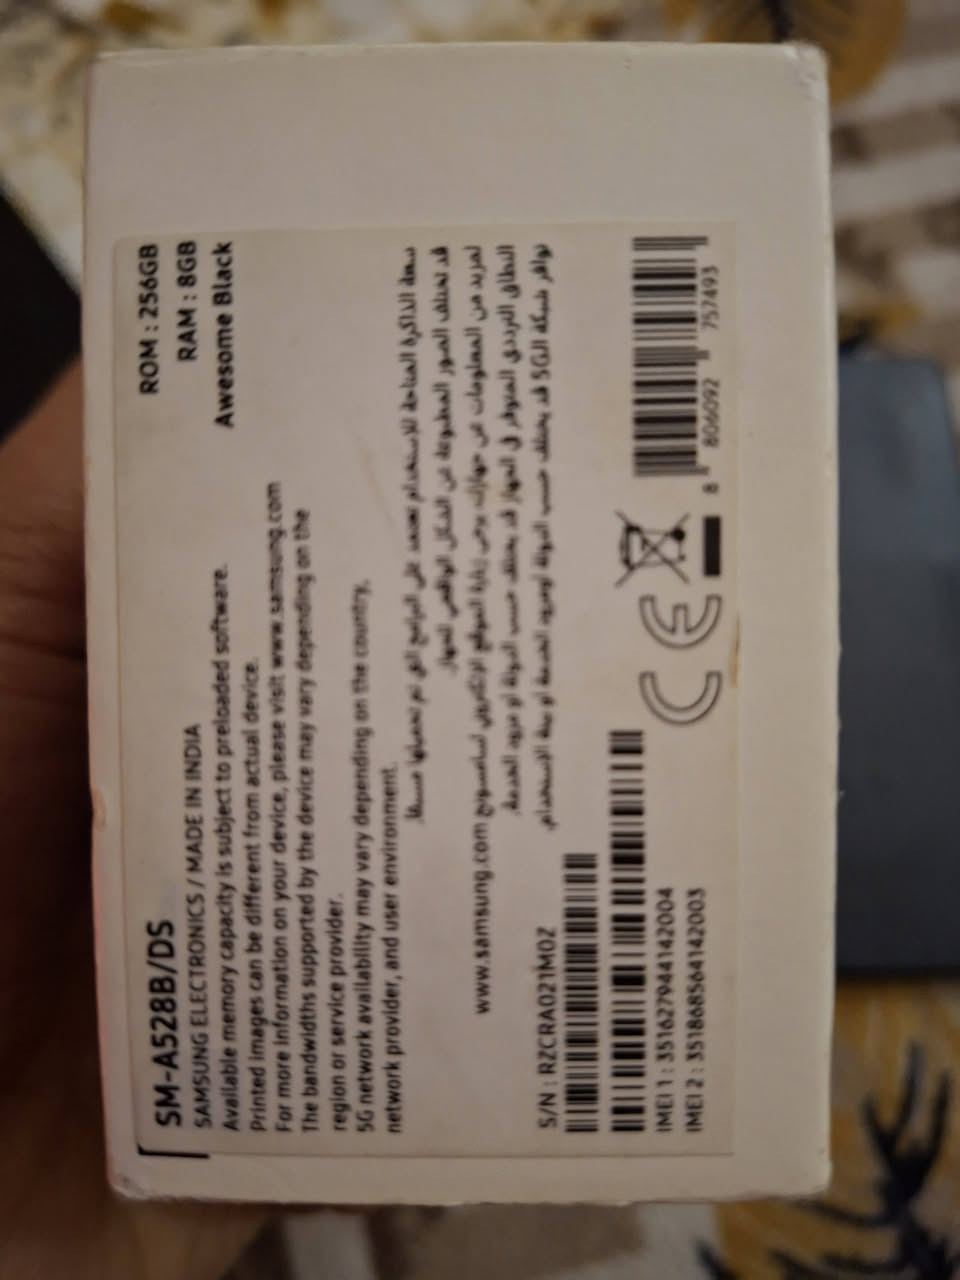 SM-A528B/DS
ROM : 256GB
SAMSUNG ELECTRONICS / MADE IN INDIA
RAM : 8GB
Available memory capacity is subject to preloaded software.
Awesome Black
Printed images can be different from actual device.
For more information on your device, please visit www.samsung.com
The bandwidths supported by the device may vary depending on the
region or service provider.
5G network availability may vary depending on the country,
network provider, and user environment.
سعة الذاكرة المتاحة للاستخدام تعتمد على البرامج التي تم تحميلها مسبقا.
قد تختلف الصور المطبوعة عن الشكل الواقعي للجهاز.
لمزيد من المعلومات عن جهازك، يرجى زيارة الموقع الإلكتروني لسامسونج www.samsung.com
النطاق الترددي المتوفر في الجهاز قد يختلف حسب الدولة أو مزود الخدمة.
توافر شبكة الـ5G قد يختلف حسب الدولة أو مزود الخدمة أو بيئة الاستخدام.
S/N : RZCRA021M0Z
IMEI 1 : 351627944142004
IMEI 2 : 351868564142003
CE
8 806092 757493